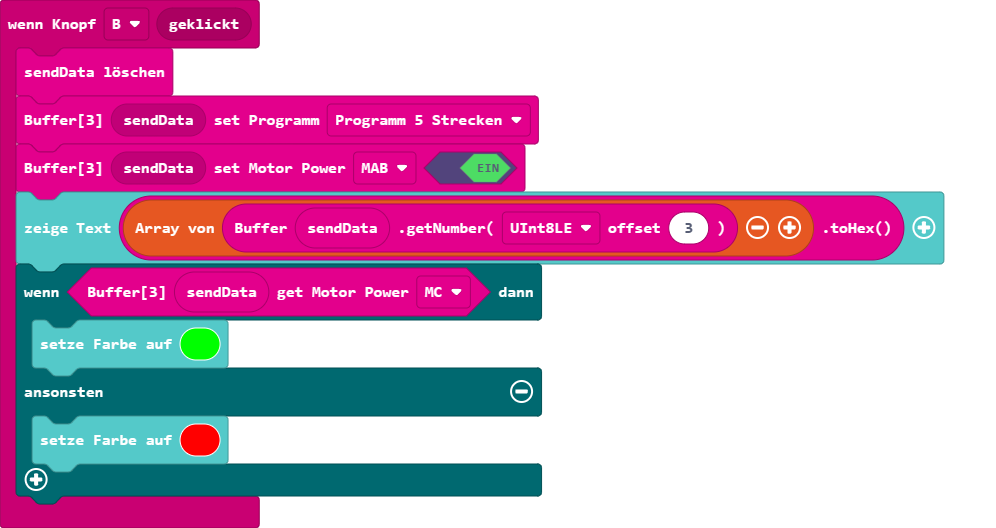 wenn Knopf B geklickt
sendData löschen
Buffer[3] sendData set Programm Programm 5 Strecken
Buffer[3] sendData set Motor Power MAB EIN
zeige Text Array von Buffer sendData .getNumber( UInt8LE offset 3 ) .toHex()
wenn Buffer[3] sendData get Motor Power MC dann
setze Farbe auf
ansonsten
setze Farbe auf